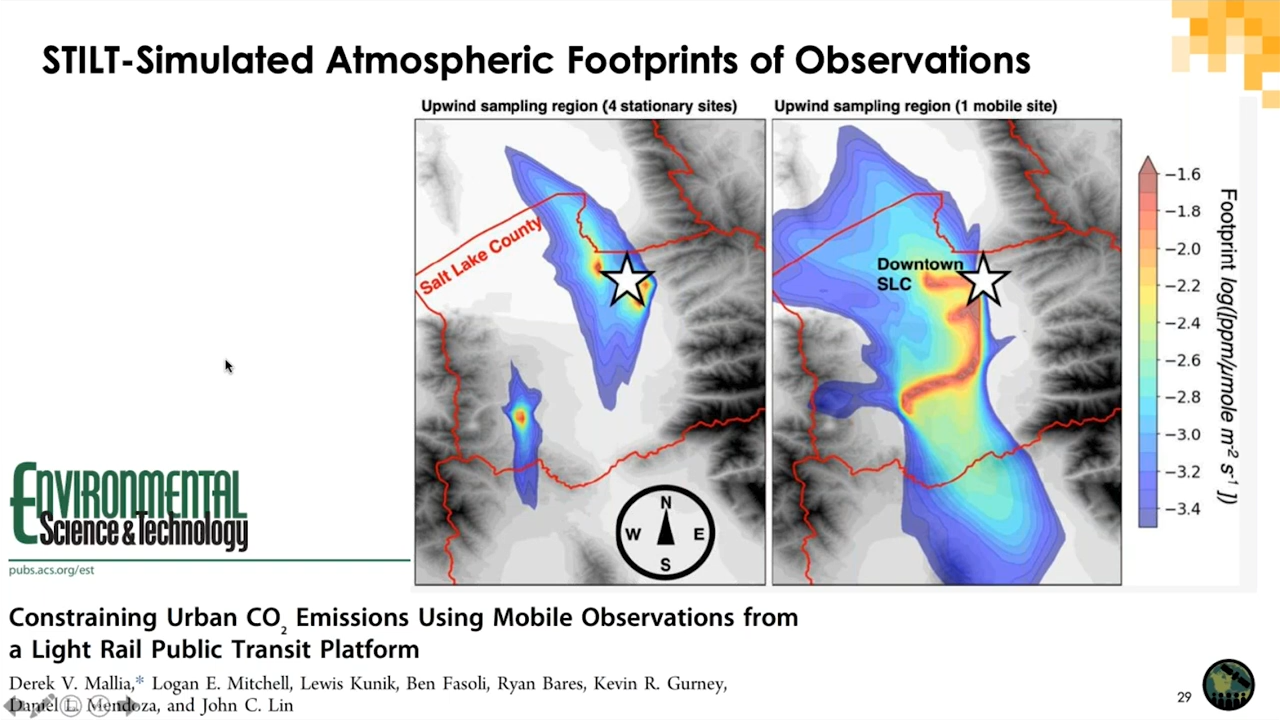 STILT-Simulated Atmospheric Footprints of Observations
Upwind sampling region (4 stationary sites)
Upwind sampling region (1 mobile site)
Salt Lake County
Downtown
SLC
N
W E
S
−1.6
−1.8
−2.0
−2.2
−2.4
−2.6
−2.8
−3.0
−3.2
−3.4
Footprint log([ppm/μmole m⁻² s⁻¹ ])
ENVIRONMENTAL
Science & Technology
pubs.acs.org/est
Constraining Urban CO₂ Emissions Using Mobile Observations from
a Light Rail Public Transit Platform
Derek V. Mallia,* Logan E. Mitchell, Lewis Kunik, Ben Fasoli, Ryan Bares, Kevin R. Gurney,
Daniel L. Mendoza, and John C. Lin
29